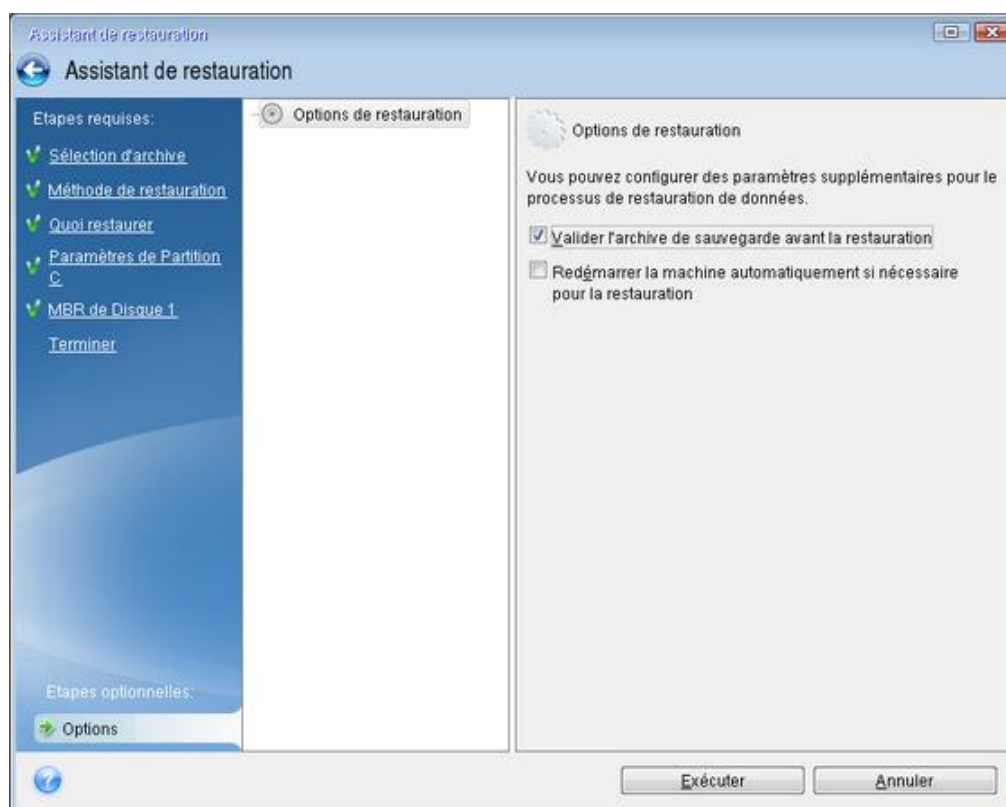 Assistant de restauration
Assistant de restauration
Etapes requises:
Sélection d'archive
Méthode de restauration
Quoi restaurer
Paramètres de Partition
C
MBR de Disque 1
Terminer
Etapes optionnelles:
Options
Options de restauration
Options de restauration
Vous pouvez configurer des paramètres supplémentaires pour le
processus de restauration de données.
Valider l'archive de sauvegarde avant la restauration
Redémarrer la machine automatiquement si nécessaire
pour la restauration
Exécuter
Annuler